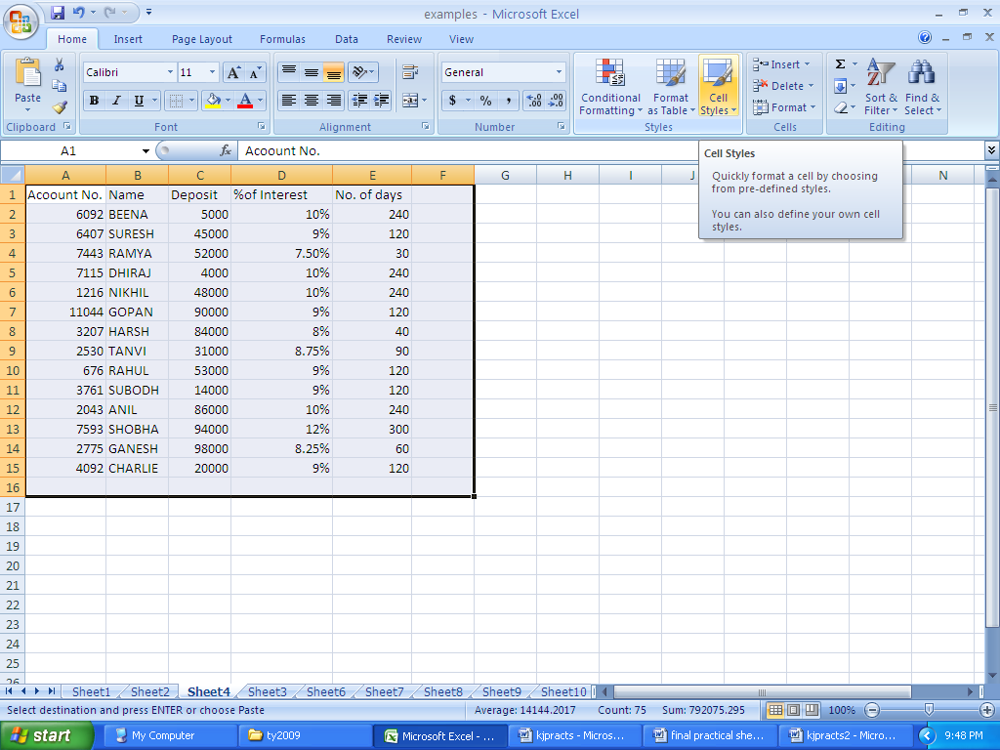 examples - Microsoft Excel
Home Insert Page Layout Formulas Data Review View
Paste
Calibri 11
B I U
General
$ % ,
Conditional Formatting
Format as Table
Cell Styles
Insert
Delete
Format
Σ
Sort & Filter
Find & Select
Clipboard Font Alignment Number Styles Cells Editing
A1 fx Acoount No.
Cell Styles
Quickly format a cell by choosing
from pre-defined styles.
You can also define your own cell
styles.
A B C D E F G H I J N
1 Acoount No. Name Deposit %of Interest No. of days
2 6092 BEENA 5000 10% 240
3 6407 SURESH 45000 9% 120
4 7443 RAMYA 52000 7.50% 30
5 7115 DHIRAJ 4000 10% 240
6 1216 NIKHIL 48000 10% 240
7 11044 GOPAN 90000 9% 120
8 3207 HARSH 84000 8% 40
9 2530 TANVI 31000 8.75% 90
10 676 RAHUL 53000 9% 120
11 3761 SUBODH 14000 9% 120
12 2043 ANIL 86000 10% 240
13 7593 SHOBHA 94000 12% 300
14 2775 GANESH 98000 8.25% 60
15 4092 CHARLIE 20000 9% 120
16
17
18
19
20
21
22
23
24
25
26
Sheet1 Sheet2 Sheet4 Sheet3 Sheet6 Sheet7 Sheet8 Sheet9 Sheet10
Select destination and press ENTER or choose Paste Average: 14144.2017 Count: 75 Sum: 792075.295 100%
start My Computer ty2009 Microsoft Excel - ... kjpracts - Micros... final practical she... kjpracts2 - Micro... 9:48 PM